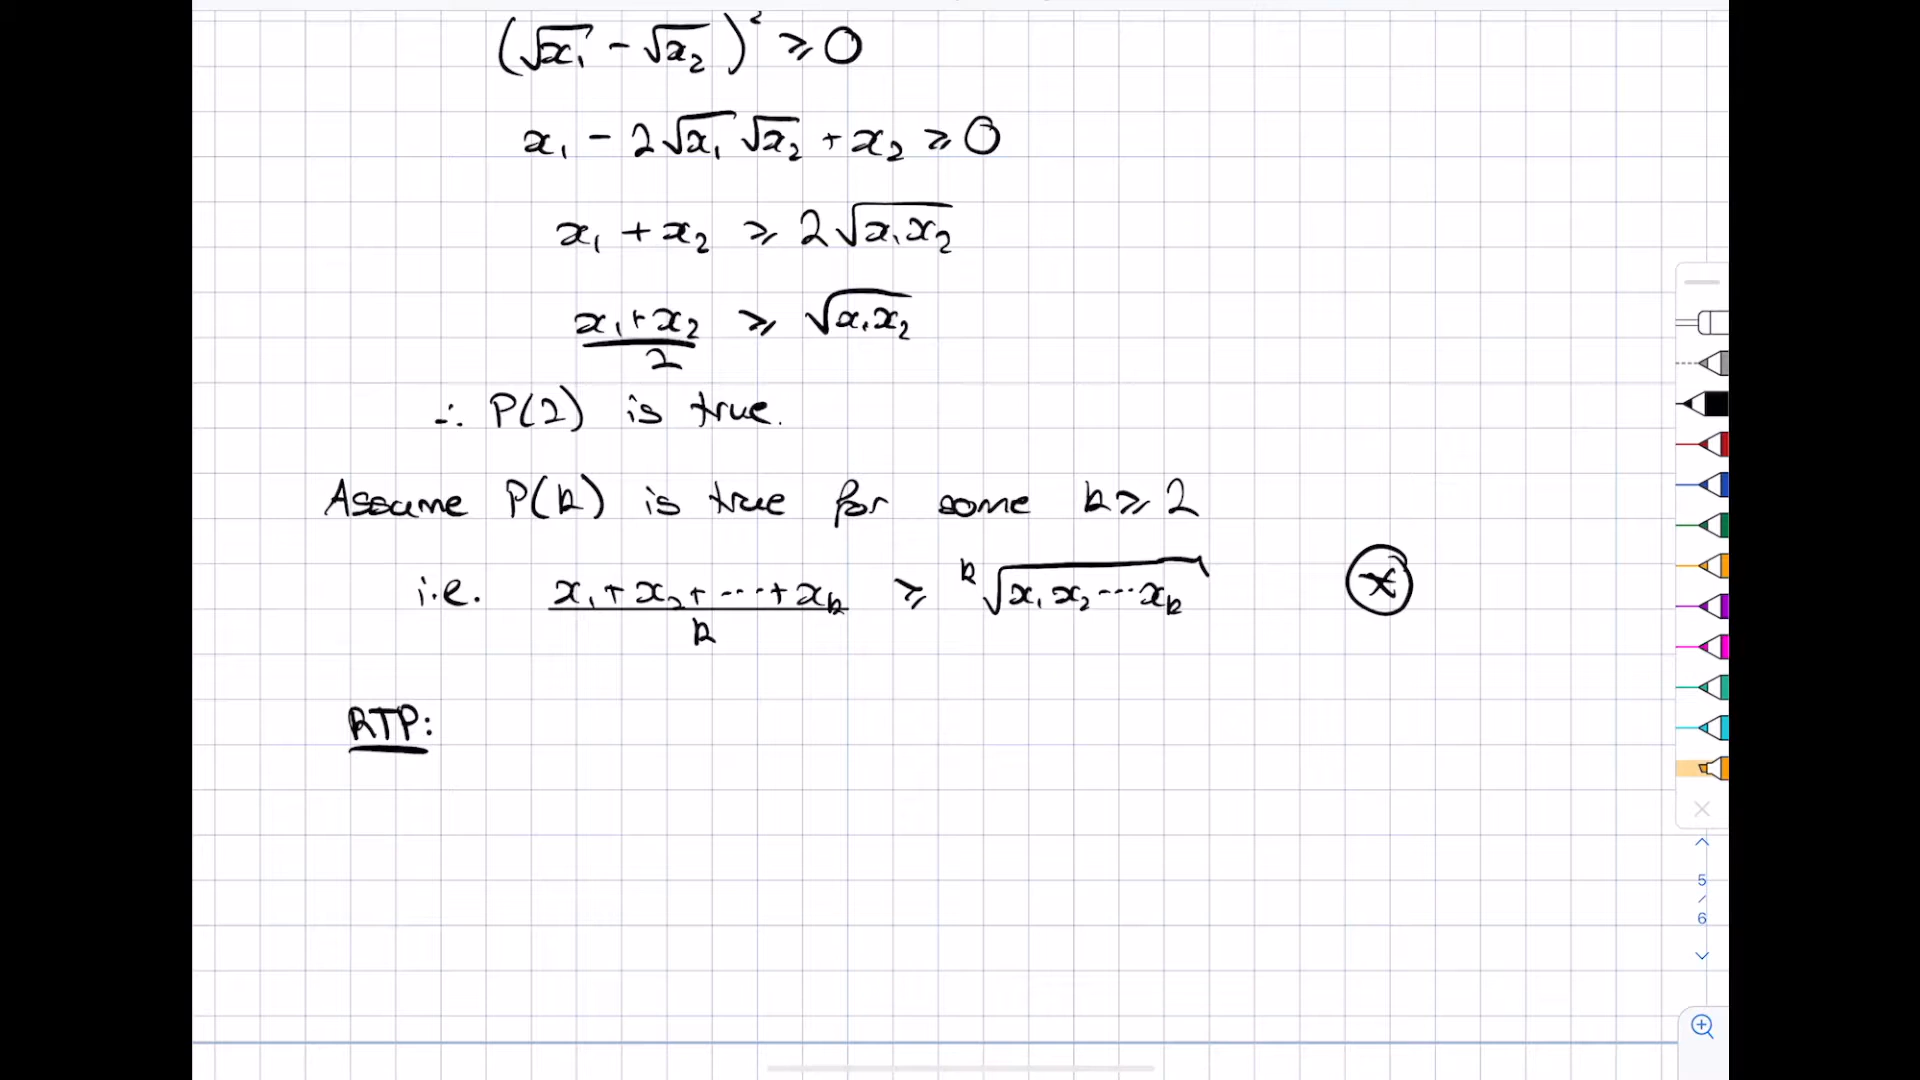 (√x₁ - √x₂)² ≥ 0
x₁ - 2√x₁ √x₂ + x₂ ≥ 0
x₁ + x₂ ≥ 2√x₁x₂
x₁+x₂/2 ≥ √x₁x₂
∴ P(2) is true.
Assume P(k) is true for some k ≥ 2
i.e. x₁+x₂+⋯+xₖ/k ≥ ᵏ√x₁x₂⋯xₖ ⊛
RTP:
5
/
6